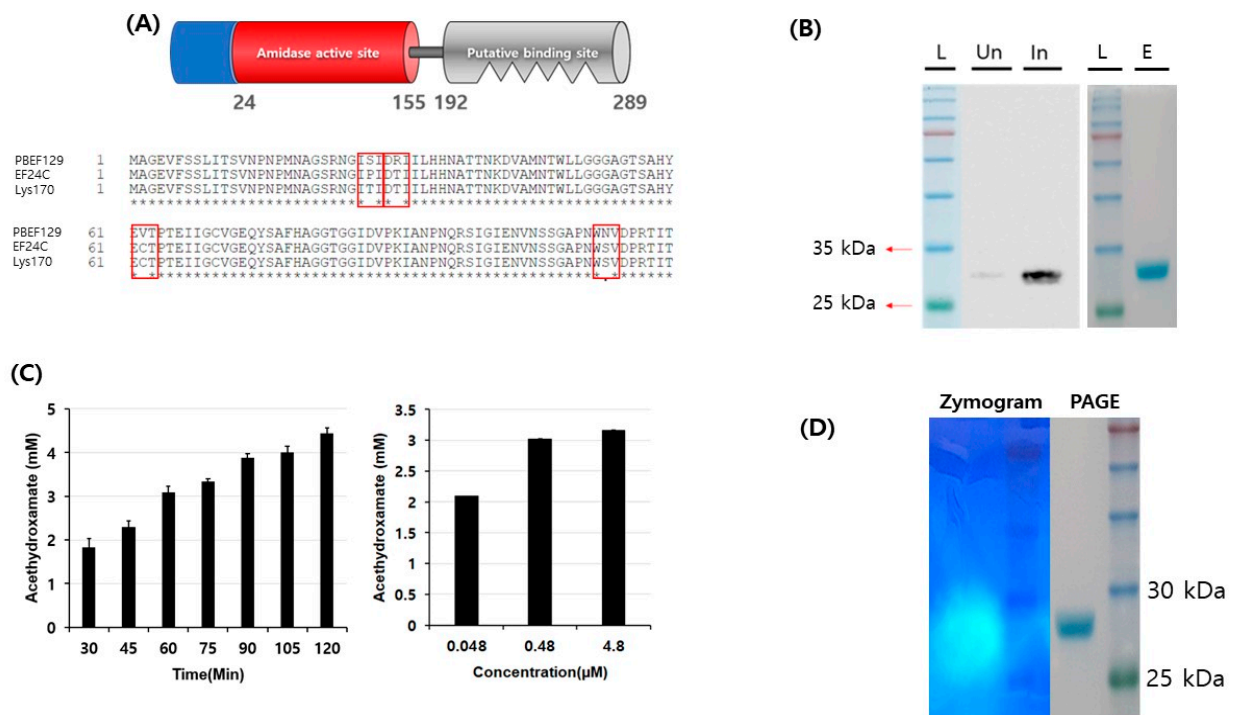 (A)
Amidase active site
Putative binding site
24 155 192 289
PBEF129 1 MAGEVFSSLITSVNPNPMNAGSRNGISIDRIILHHNATTNKDVAMNTWLLGGGAGTSAHY
EF24C 1 MAGEVFSSLITSVNPNPMNAGSRNGIPIDTIILHHNATTNKDVAMNTWLLGGGAGTSAHY
Lys170 1 MAGEVFSSLITSVNPNPMNAGSRNGITIDTIILHHNATTNKDVAMNTWLLGGGAGTSAHY
PBEF129 61 EVTPTEIIGCVGEQYSAFHAGGTGGIDVPKIANPNQRSIGIENVNSSGAPNWNVDPRTIT
EF24C 61 ECTPTEIIGCVGEQYSAFHAGGTGGIDVPKIANPNQRSIGIENVNSSGAPNWSVDPRTIT
Lys170 61 ECTPTEIIGCVGEQYSAFHAGGTGGIDVPKIANPNQRSIGIENVNSSGAPNWSVDPRTIT
(B)
L Un In L E
35 kDa
25 kDa
(C)
Acethydroxamate (mM)
5
4
3
2
1
0
30 45 60 75 90 105 120
Time(Min)
Acethydroxamate (mM)
3.5
3
2.5
2
1.5
1
0.5
0
0.048 0.48 4.8
Concentration(μM)
(D)
Zymogram PAGE
30 kDa
25 kDa